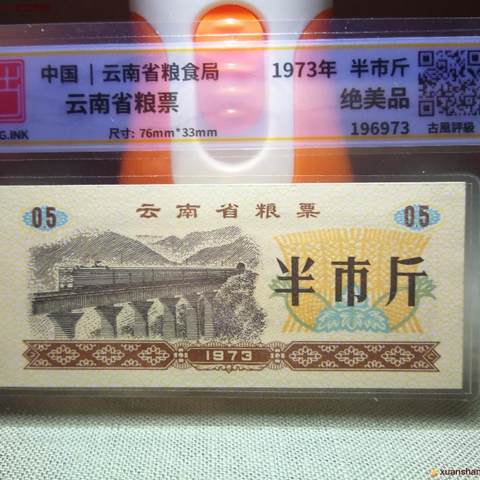 中国 | 云南省粮食局
1973年 半市斤
云南省粮票
绝美品
G.INK
尺寸: 76mm*33mm
196973
古風評級
云南省粮票
05
05
半市斤
1973
xuanshan